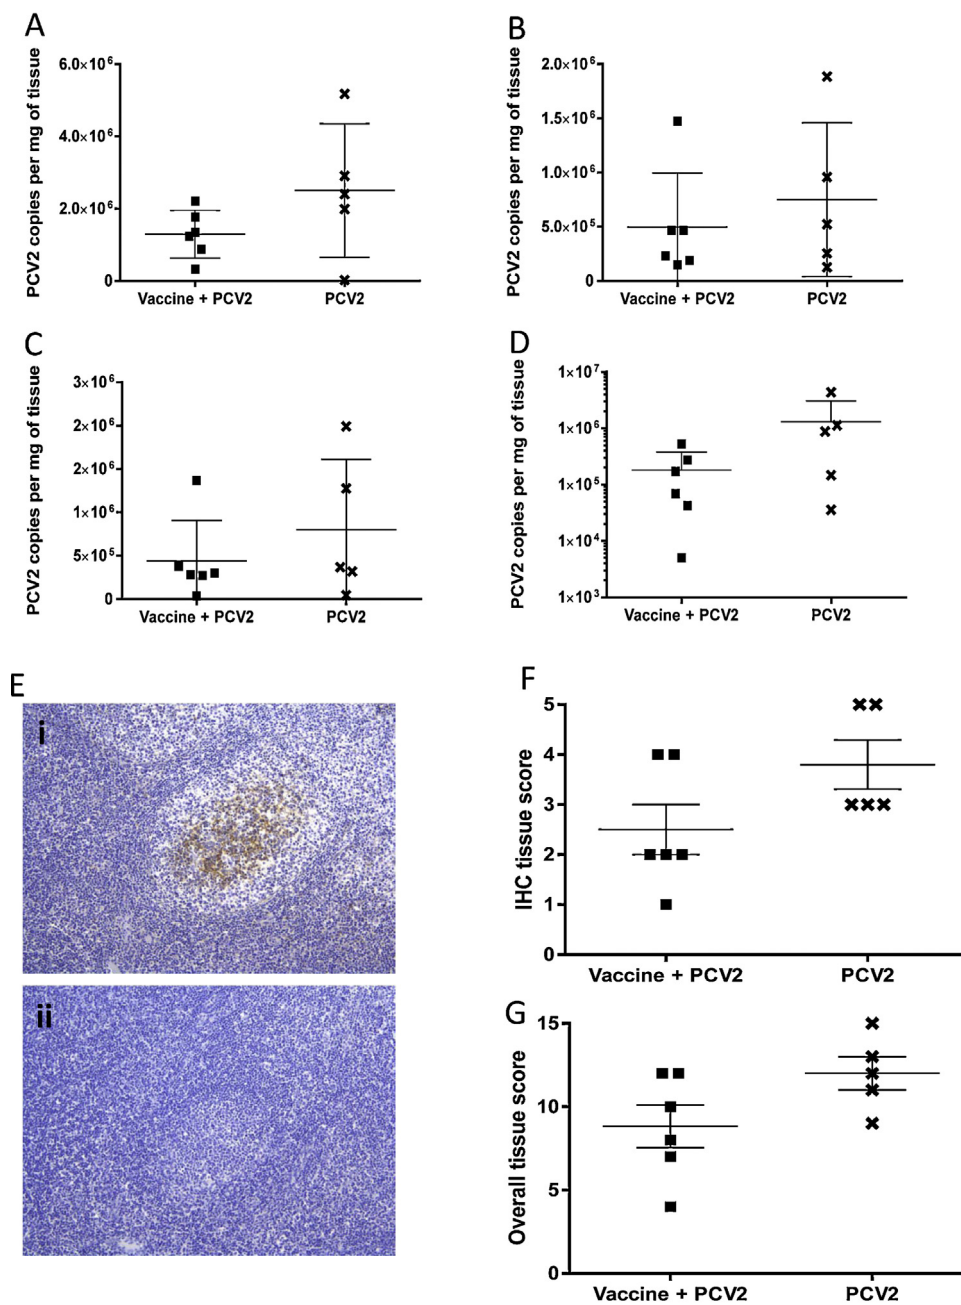 A
PCV2 copies per mg of tissue
6.0×10⁶
4.0×10⁶
2.0×10⁶
0
Vaccine + PCV2
PCV2
B
PCV2 copies per mg of tissue
2.0×10⁶
1.5×10⁶
1.0×10⁶
5.0×10⁵
0
Vaccine + PCV2
PCV2
C
PCV2 copies per mg of tissue
3×10⁶
2×10⁶
2×10⁶
1×10⁶
5×10⁵
0
Vaccine + PCV2
PCV2
D
PCV2 copies per mg of tissue
1×10⁷
1×10⁶
1×10⁵
1×10⁴
1×10³
Vaccine + PCV2
PCV2
E
i
ii
F
IHC tissue score
5
4
3
2
1
0
Vaccine + PCV2
PCV2
G
Overall tissue score
15
10
5
0
Vaccine + PCV2
PCV2